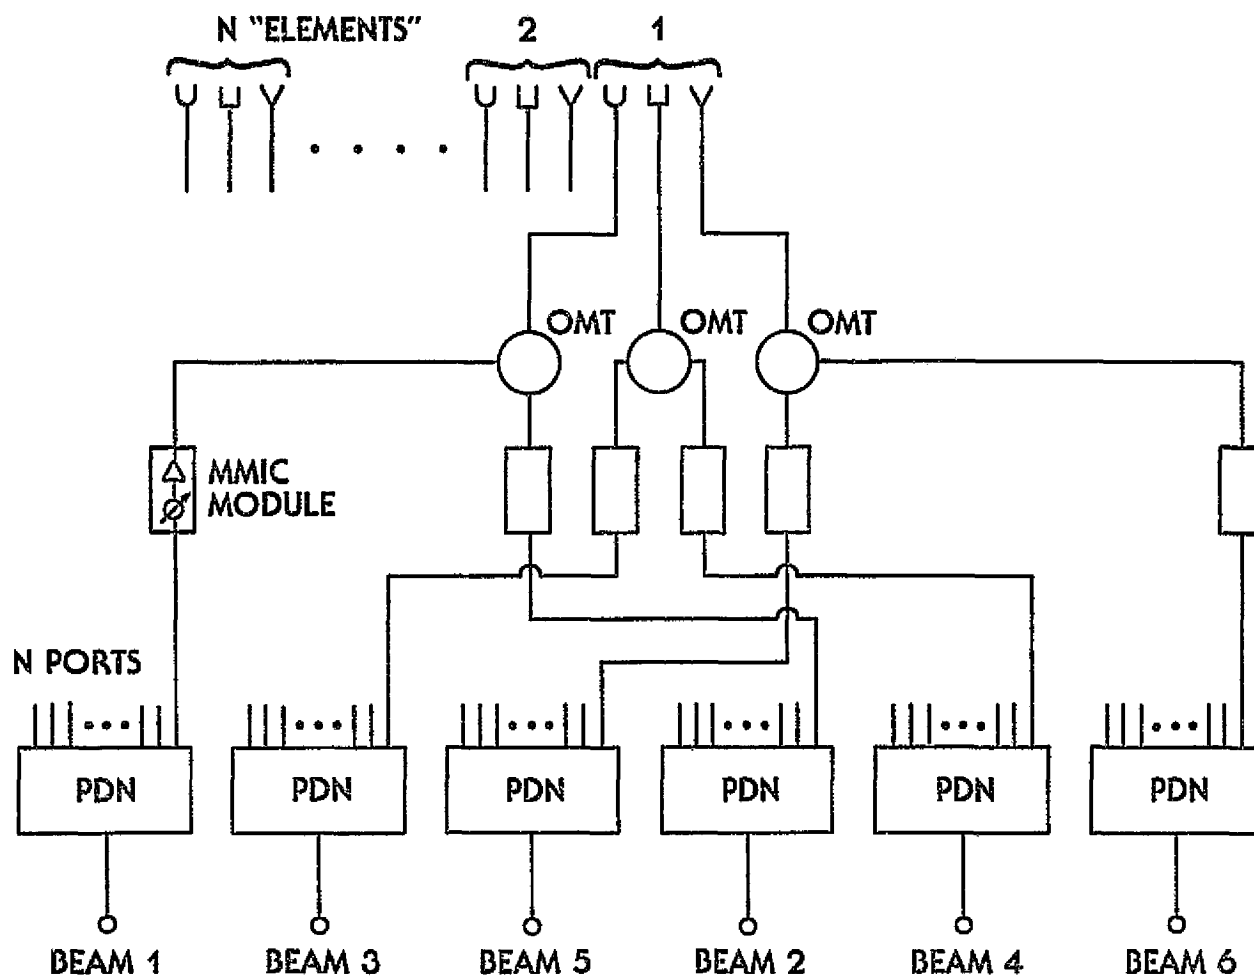 N "ELEMENTS" 2 1
OMT OMT OMT
MMIC
MODULE
N PORTS
PDN PDN PDN PDN PDN PDN
BEAM 1 BEAM 3 BEAM 5 BEAM 2 BEAM 4 BEAM 6